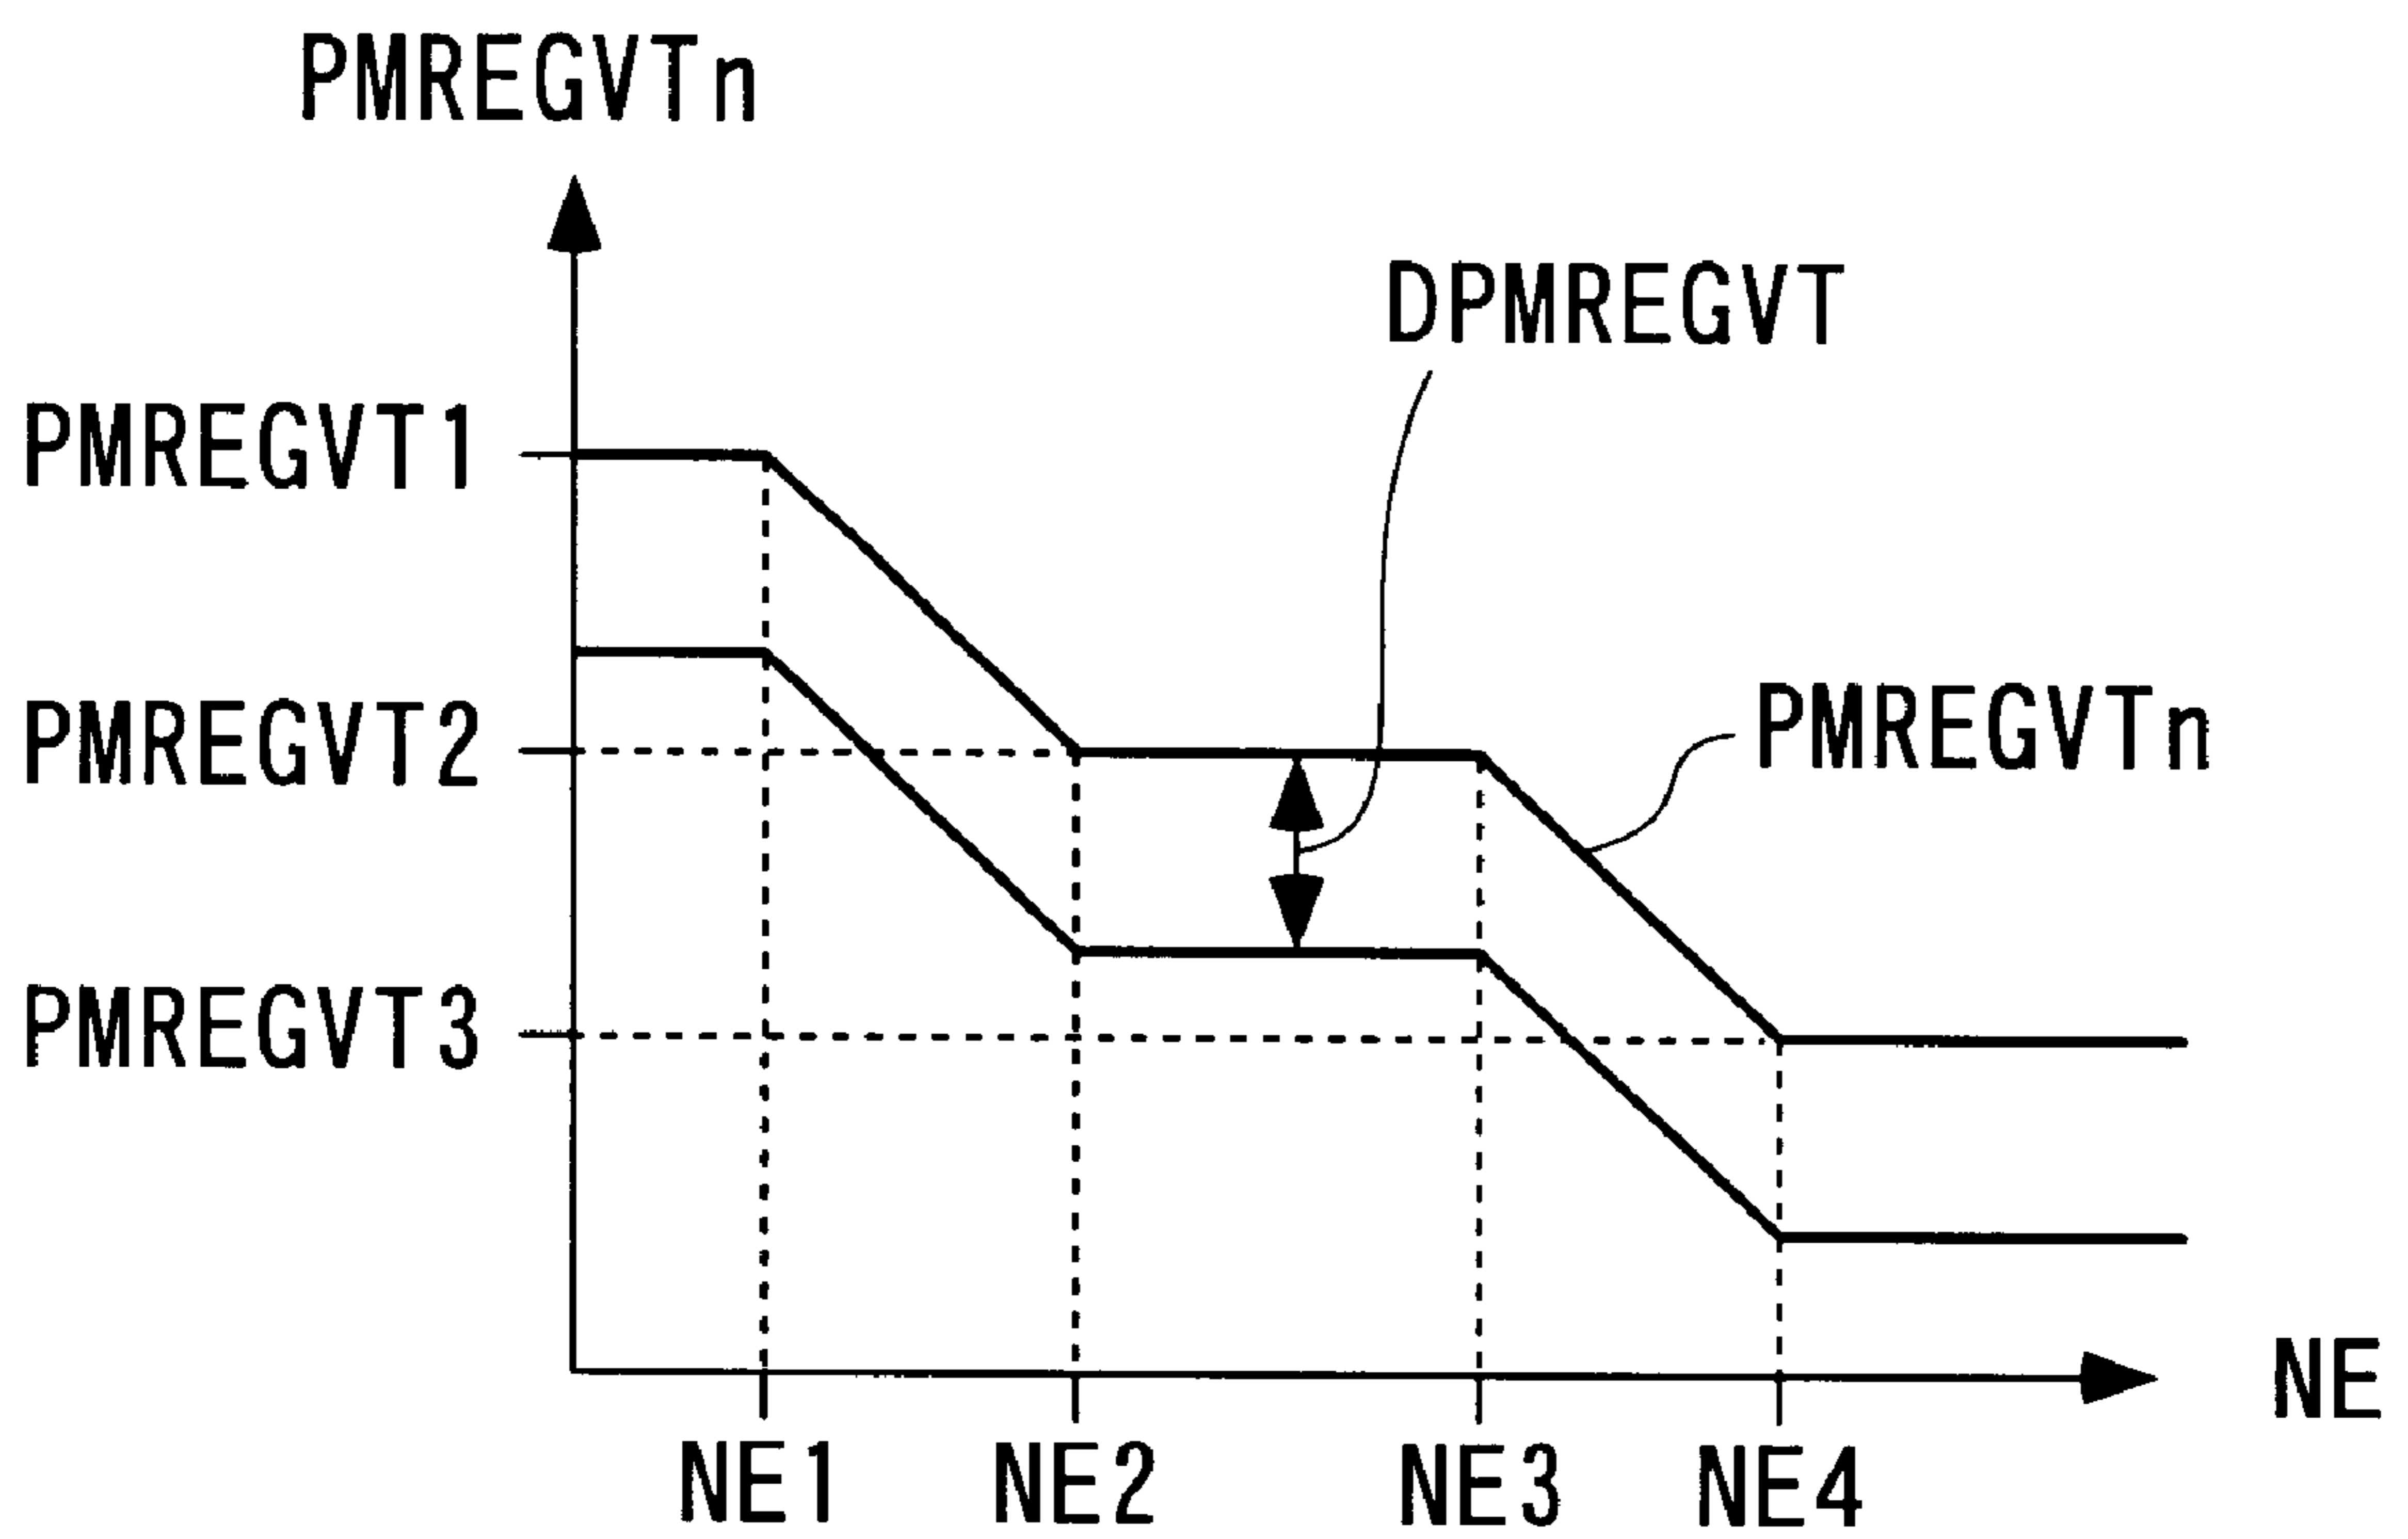 PMREGVTn
DPMREGVT
PMREGVT1
PMREGVT2
PMREGVTn
PMREGVT3
NE
NE1 NE2 NE3 NE4